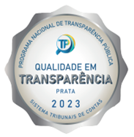 PROGRAMA NACIONAL DE TRANSPARÊNCIA PÚBLICA
TP
QUALIDADE EM
TRANSPARÊNCIA
PRATA
2023
SISTEMA TRIBUNAIS DE CONTAS